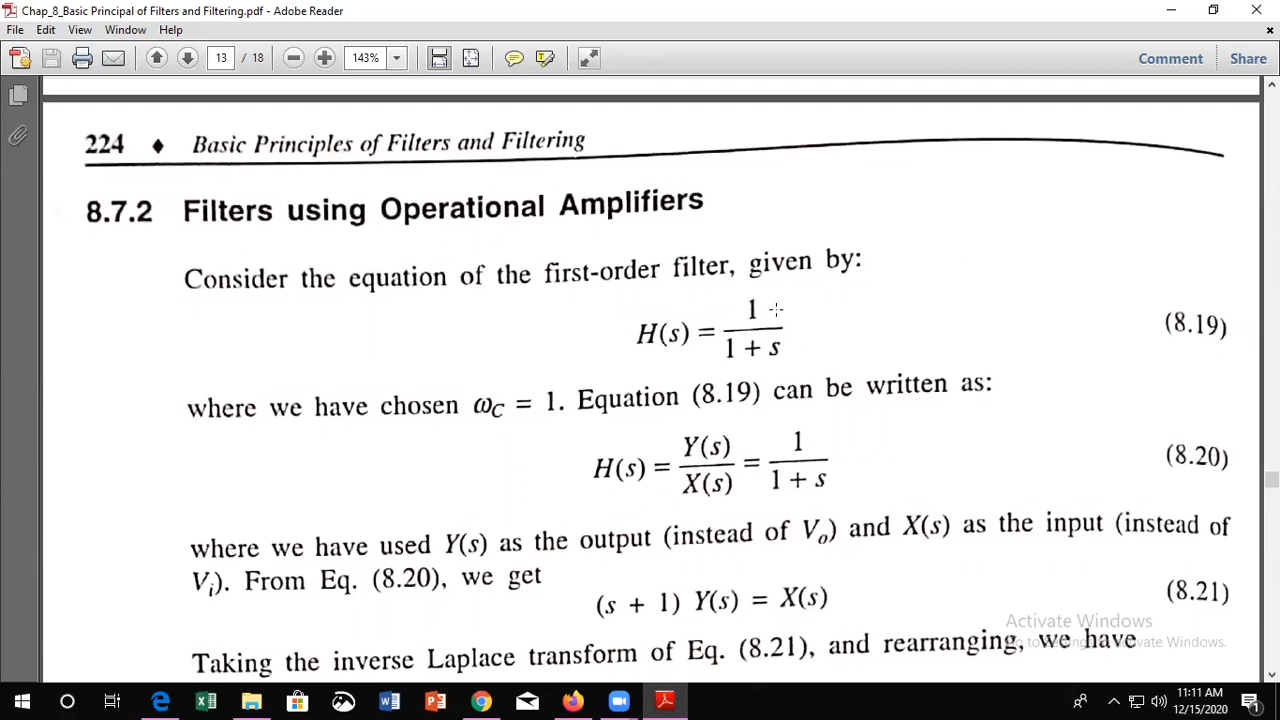 Chap_8_Basic Principal of Filters and Filtering.pdf - Adobe Reader
File Edit View Window Help
13 / 18 143% Comment Share
224 ♦ Basic Principles of Filters and Filtering
8.7.2 Filters using Operational Amplifiers
Consider the equation of the first-order filter, given by:
H(s) = 1 / (1 + s) (8.19)
where we have chosen ωC = 1. Equation (8.19) can be written as:
H(s) = Y(s) / X(s) = 1 / (1 + s) (8.20)
where we have used Y(s) as the output (instead of Vo) and X(s) as the input (instead of
Vi). From Eq. (8.20), we get
(s + 1) Y(s) = X(s) (8.21)
Activate Windows
Taking the inverse Laplace transform of Eq. (8.21), and rearranging, we have
11:11 AM
12/15/2020